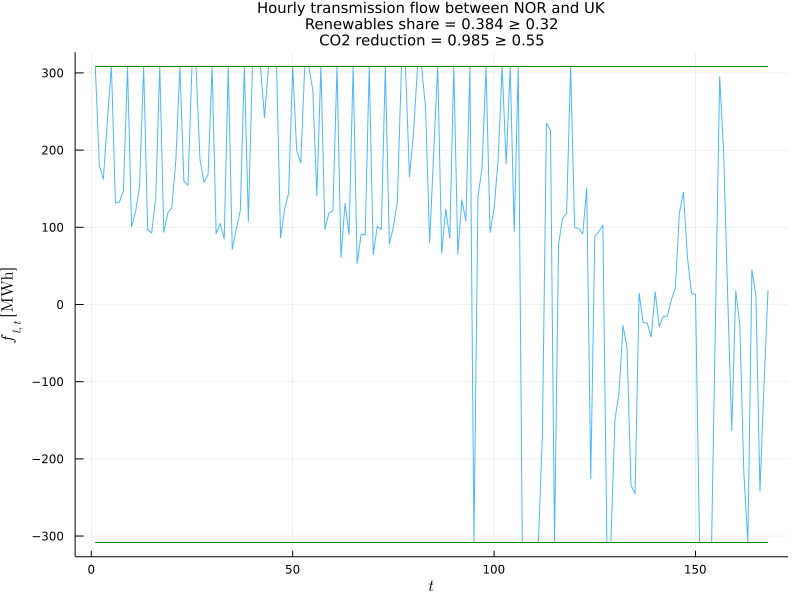 Hourly transmission flow between NOR and UK
Renewables share = 0.384 ≥ 0.32
CO2 reduction = 0.985 ≥ 0.55
300
200
100
0
−100
−200
−300
f l,t [MWh]
0
50
100
150
t